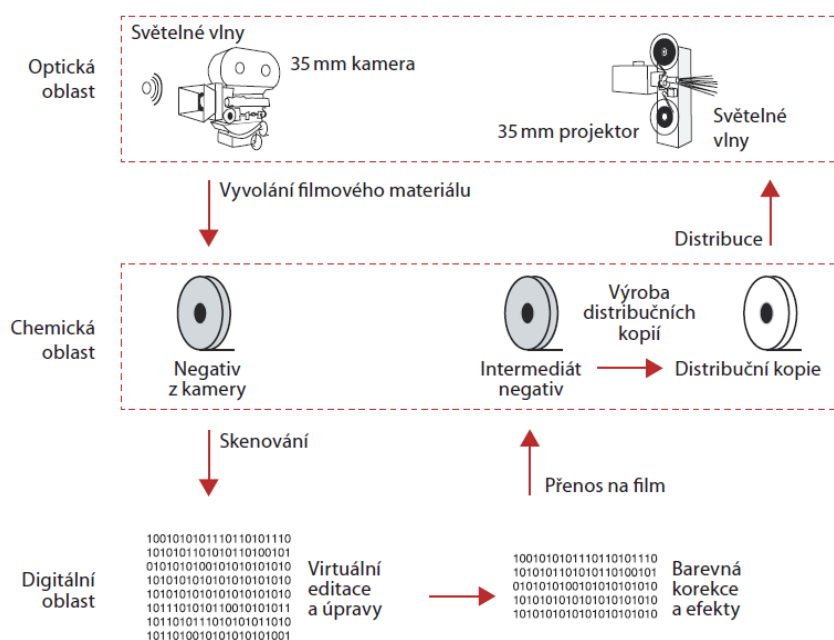 Světelné vlny
Optická
oblast
35 mm kamera
35 mm projektor
Světelné
vlny
Vyvolání filmového materiálu
Distribuce
Chemická
oblast
Negativ
z kamery
Intermediát
negativ
Výroba
distribučních
kopií
Distribuční kopie
Skenování
Přenos na film
Digitální
oblast
1001010101110110101110
1010101101010110100101
0101010100101010101010
1010101010101010101010
1010101010101010101010
1011101010110010101011
1101101011101010101011010
1011010010101010101001
Virtuální
editace
a úpravy
1001010101110110101110
1010101101010110100101
0101010100101010101010
1010101010101010101010
1010101010101010101010
Barevná
korekce
a efekty